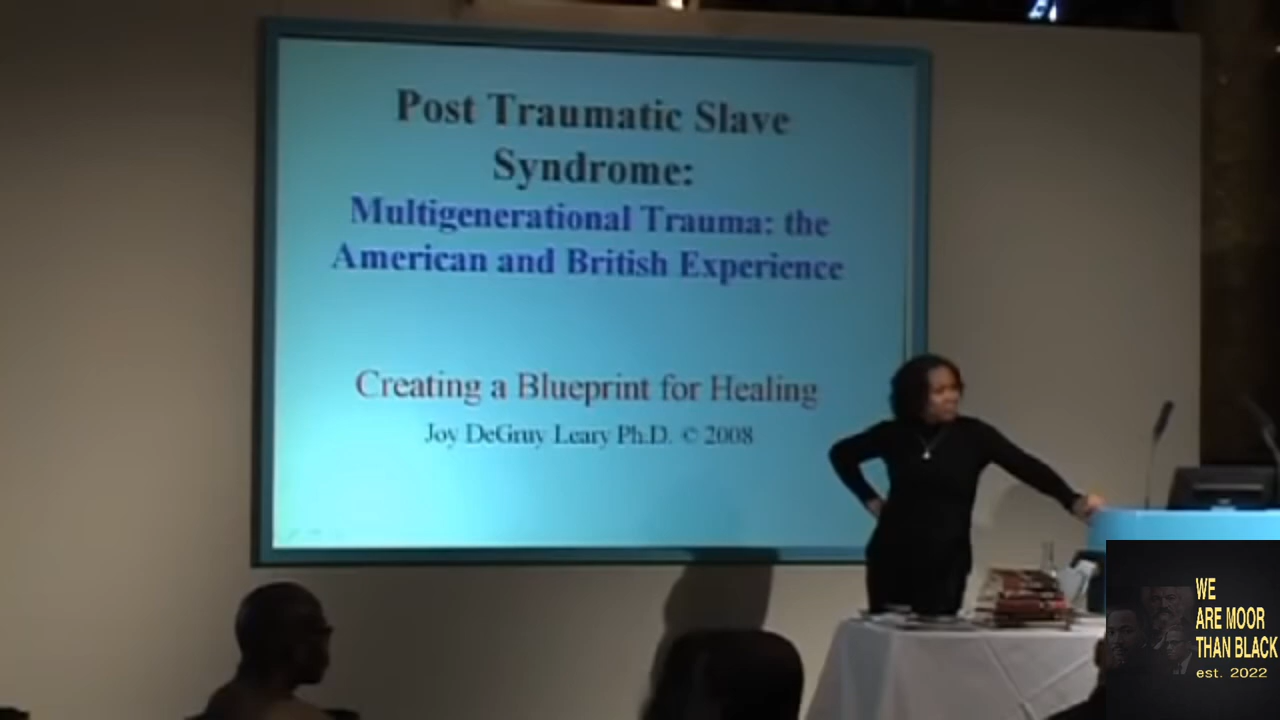 Post Traumatic Slave
Syndrome:
Multigenerational Trauma: the
American and British Experience
Creating a Blueprint for Healing
Joy DeGruy Leary Ph.D. © 2008
WE
ARE MOOR
THAN BLACK
est. 2022